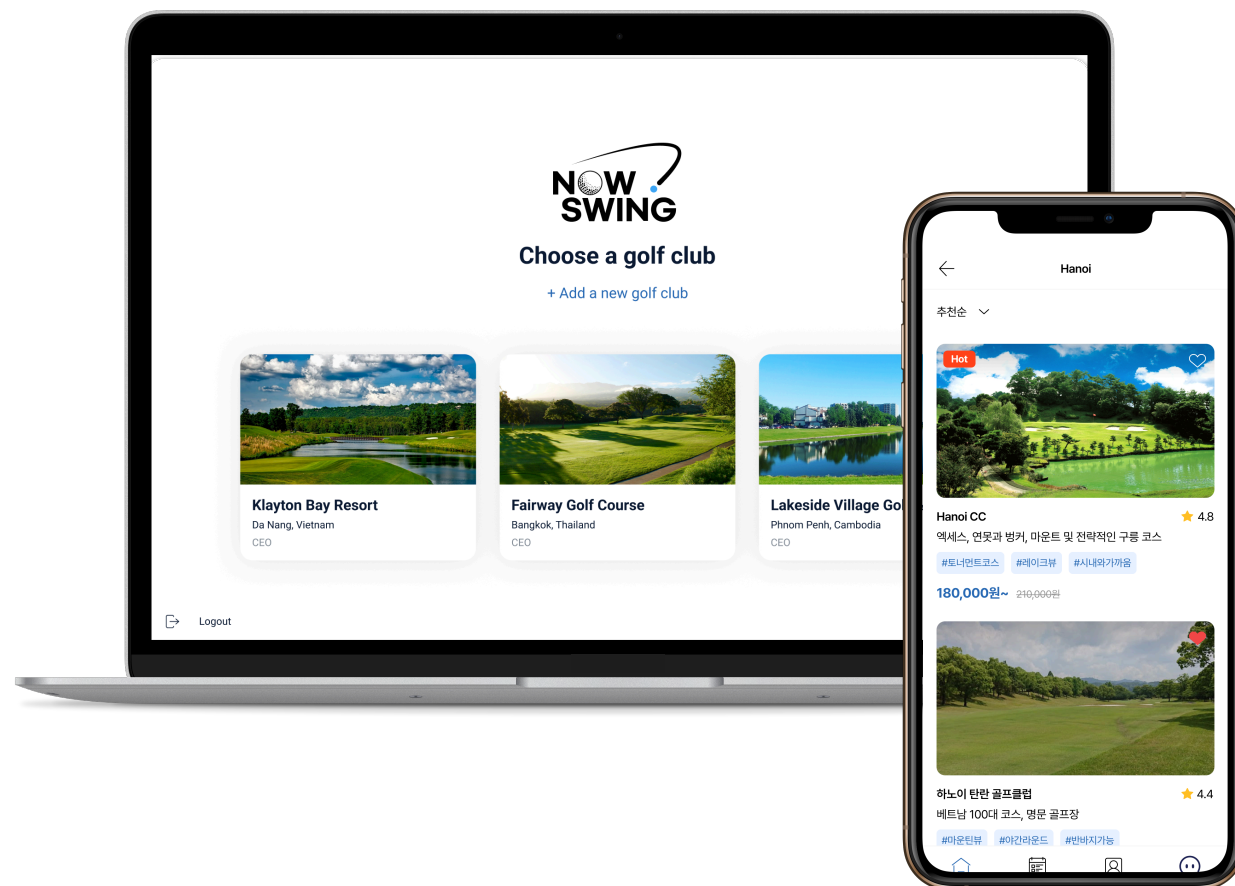 NOW
SWING
Choose a golf club
+ Add a new golf club
Klayton Bay Resort
Da Nang, Vietnam
CEO
Fairway Golf Course
Bangkok, Thailand
CEO
Lakeside Village Gol
Phnom Penh, Cambodia
CEO
Logout
Hanoi
추천순
Hot
Hanoi CC
4.8
엑세스, 연못과 벙커, 마운트 및 전략적인 구릉 코스
#토너먼트코스 #레이크뷰 #시내와가까움
180,000원~ 210,000원
하노이 탄란 골프클럽
4.4
베트남 100대 코스, 명문 골프장
#마운틴뷰 #야간라운드 #반바지가능